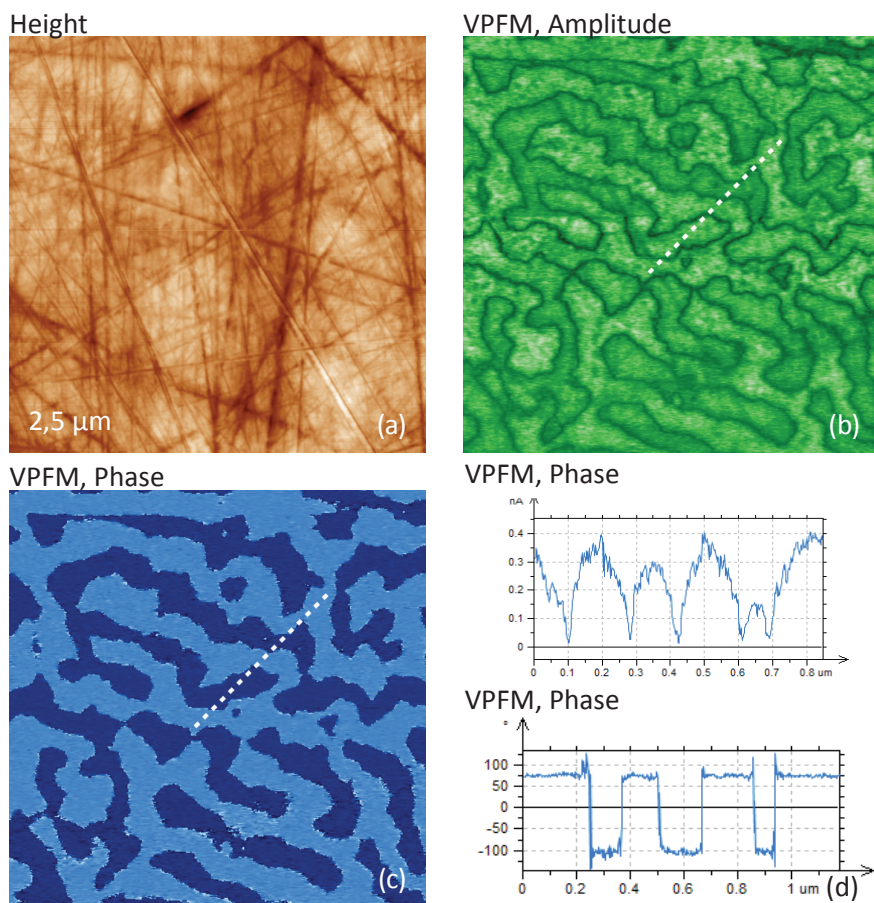 Height
VPFM, Amplitude
2,5 µm
(a)
(b)
VPFM, Phase
(c)
VPFM, Phase
nA
0.4
0.3
0.2
0.1
0
0.1 0.2 0.3 0.4 0.5 0.6 0.7 0.8 um
VPFM, Phase
°
100
50
0
-50
-100
0 0.2 0.4 0.6 0.8 1 um
(d)